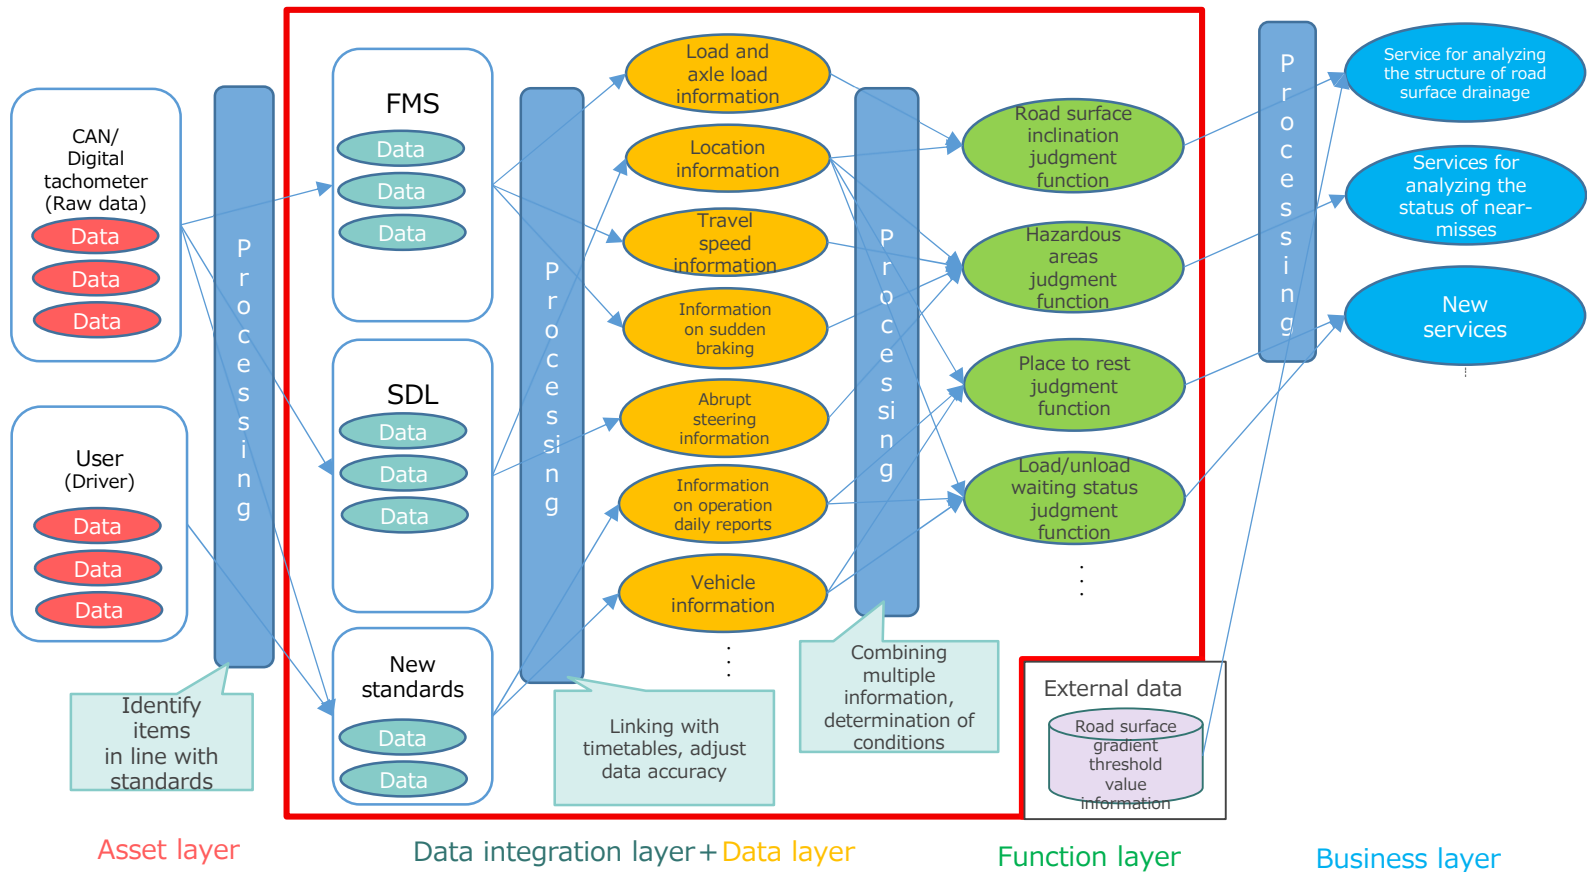 CAN/
Digital
tachometer
(Raw data)
Data
Data
Data
User
(Driver)
Data
Data
Data
Processing
Identify
items
in line with
standards
FMS
Data
Data
Data
SDL
Data
Data
Data
New
standards
Data
Data
Processing
Linking with
timetables, adjust
data accuracy
Load and
axle load
information
Location
information
Travel
speed
information
Information
on sudden
braking
Abrupt
steering
information
Information
on operation
daily reports
Vehicle
information
Processing
Combining
multiple
information,
determination of
conditions
Road surface
inclination
judgment
function
Hazardous
areas
judgment
function
Place to rest
judgment
function
Load/unload
waiting status
judgment
function
External data
Road surface
gradient
threshold
value
information
Processing
Service for analyzing
the structure of road
surface drainage
Services for
analyzing the
status of near-
misses
New
services
Asset layer
Data integration layer+Data layer
Function layer
Business layer